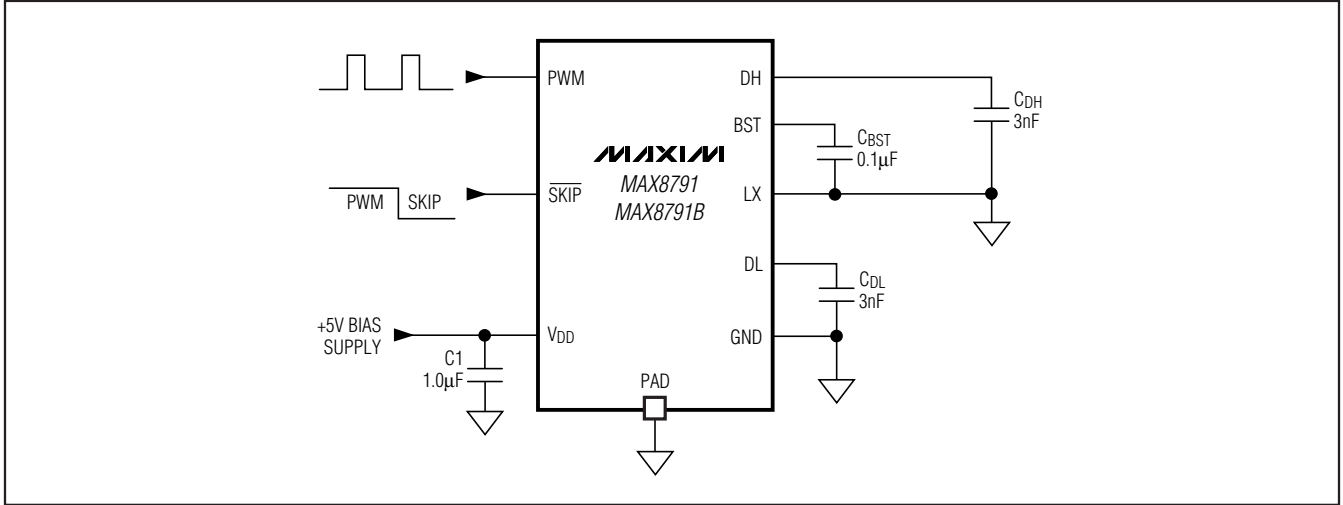 PWM
DH
C_DH
3nF
BST
C_BST
0.1µF
MAXIM
MAX8791
MAX8791B
PWM SKIP
S̅K̅I̅P̅
LX
DL
C_DL
3nF
+5V BIAS
SUPPLY
V_DD
GND
C1
1.0µF
PAD